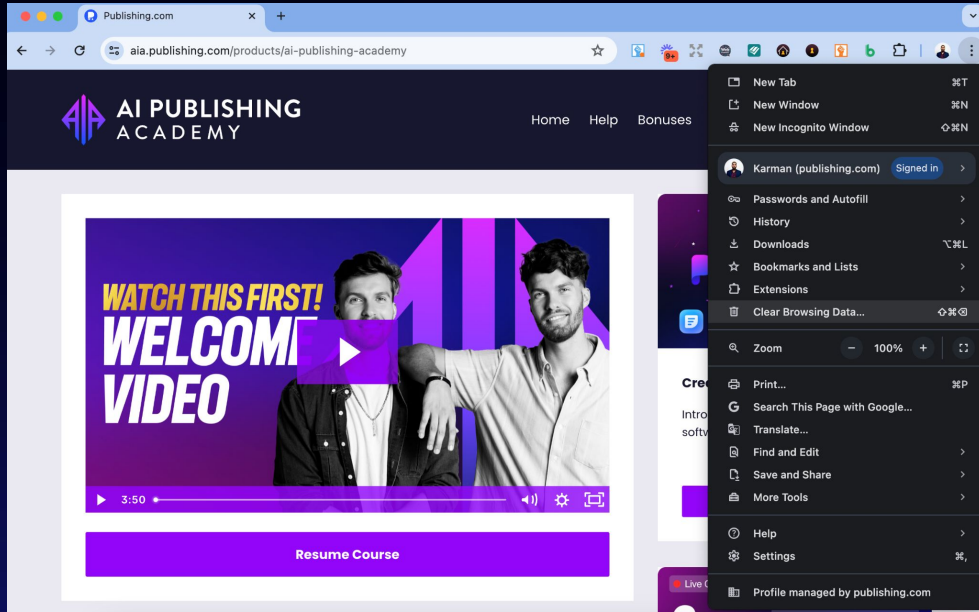 Publishing.com
aia.publishing.com/products/ai-publishing-academy
9+
AI PUBLISHING
ACADEMY
Home Help Bonuses
WATCH THIS FIRST!
WELCOME
VIDEO
3:50
Resume Course
Live
New Tab ⌘T
New Window ⌘N
New Incognito Window ⇧⌘N
Karman (publishing.com) Signed in
Passwords and Autofill
History
Downloads ⌥⌘L
Bookmarks and Lists
Extensions
Clear Browsing Data... ⇧⌘⌫
Zoom − 100% +
Print... ⌘P
Search This Page with Google...
Translate...
Find and Edit
Save and Share
More Tools
Help
Settings ⌘,
Profile managed by publishing.com